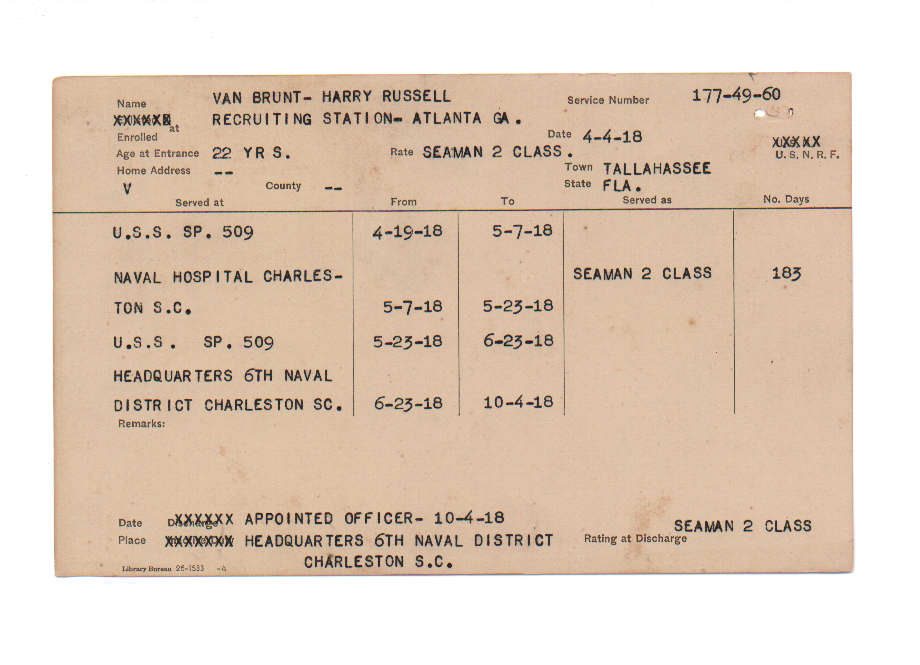 Name VAN BRUNT- HARRY RUSSELL Service Number 177-49-60
XXXXXX at RECRUITING STATION- ATLANTA GA.
Enrolled Date 4-4-18 XXXXX
Age at Entrance 22 YRS. Rate SEAMAN 2 CLASS. U. S. N. R. F.
Home Address -- Town TALLAHASSEE
V County -- State FLA.
Served at From To Served as No. Days
U.S.S. SP. 509 4-19-18 5-7-18
NAVAL HOSPITAL CHARLES- SEAMAN 2 CLASS 183
TON S.C. 5-7-18 5-23-18
U.S.S. SP. 509 5-23-18 6-23-18
HEADQUARTERS 6TH NAVAL
DISTRICT CHARLESTON SC. 6-23-18 10-4-18
Remarks:
Date Discharge XXXXXX APPOINTED OFFICER- 10-4-18 SEAMAN 2 CLASS
Place XXXXXXX HEADQUARTERS 6TH NAVAL DISTRICT Rating at Discharge
CHARLESTON S.C.
Library Bureau 26-1533 -4